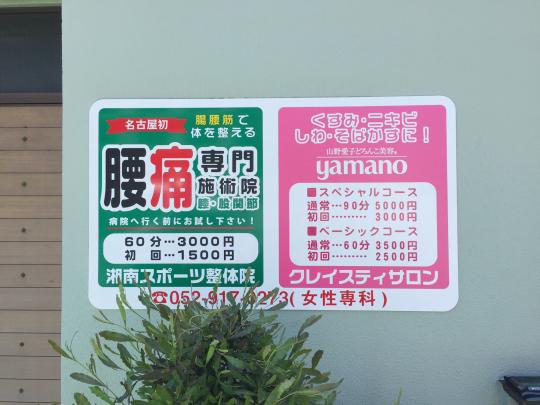 名古屋初
腸腰筋で
体を整える
腰痛専門
施術院
膝・股関節
病院へ行く前にお試し下さい！
60分…3000円
初回…1500円
湘南スポーツ整体院
くすみ・ニキビ
しわ・そばかすに！
山野愛子どろんこ美容®
yamano
■スペシャルコース
通常…90分 5000円
初回……… 3000円
■ベーシックコース
通常…60分 3500円
初回……… 2500円
クレイスティサロン
☎052-917-0273(女性専科)